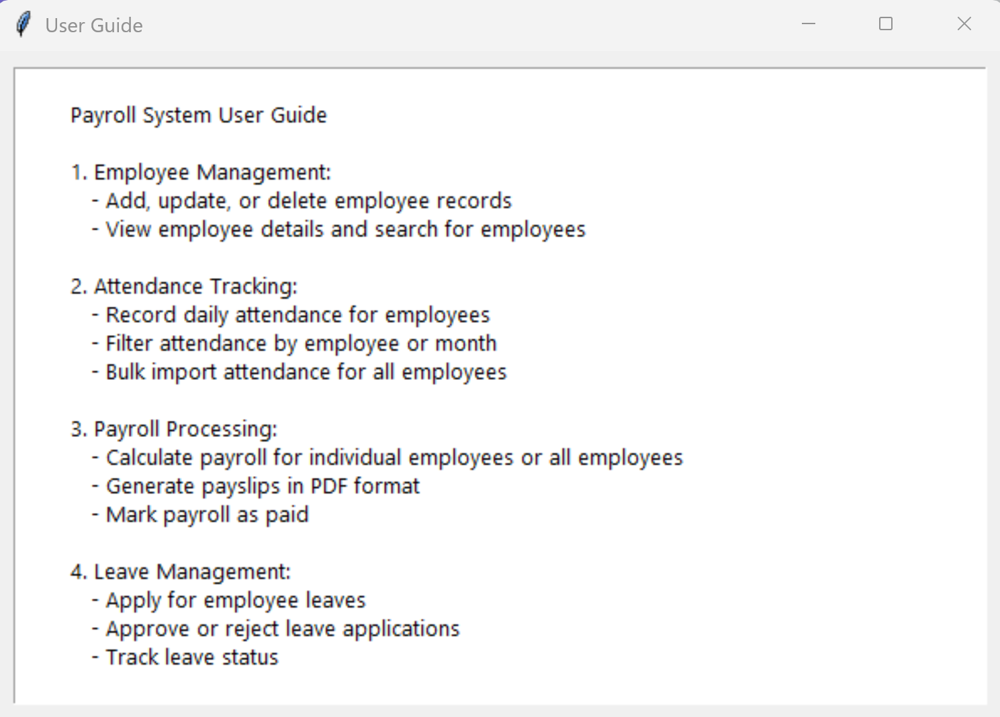 User Guide
Payroll System User Guide
1. Employee Management:
- Add, update, or delete employee records
- View employee details and search for employees
2. Attendance Tracking:
- Record daily attendance for employees
- Filter attendance by employee or month
- Bulk import attendance for all employees
3. Payroll Processing:
- Calculate payroll for individual employees or all employees
- Generate payslips in PDF format
- Mark payroll as paid
4. Leave Management:
- Apply for employee leaves
- Approve or reject leave applications
- Track leave status